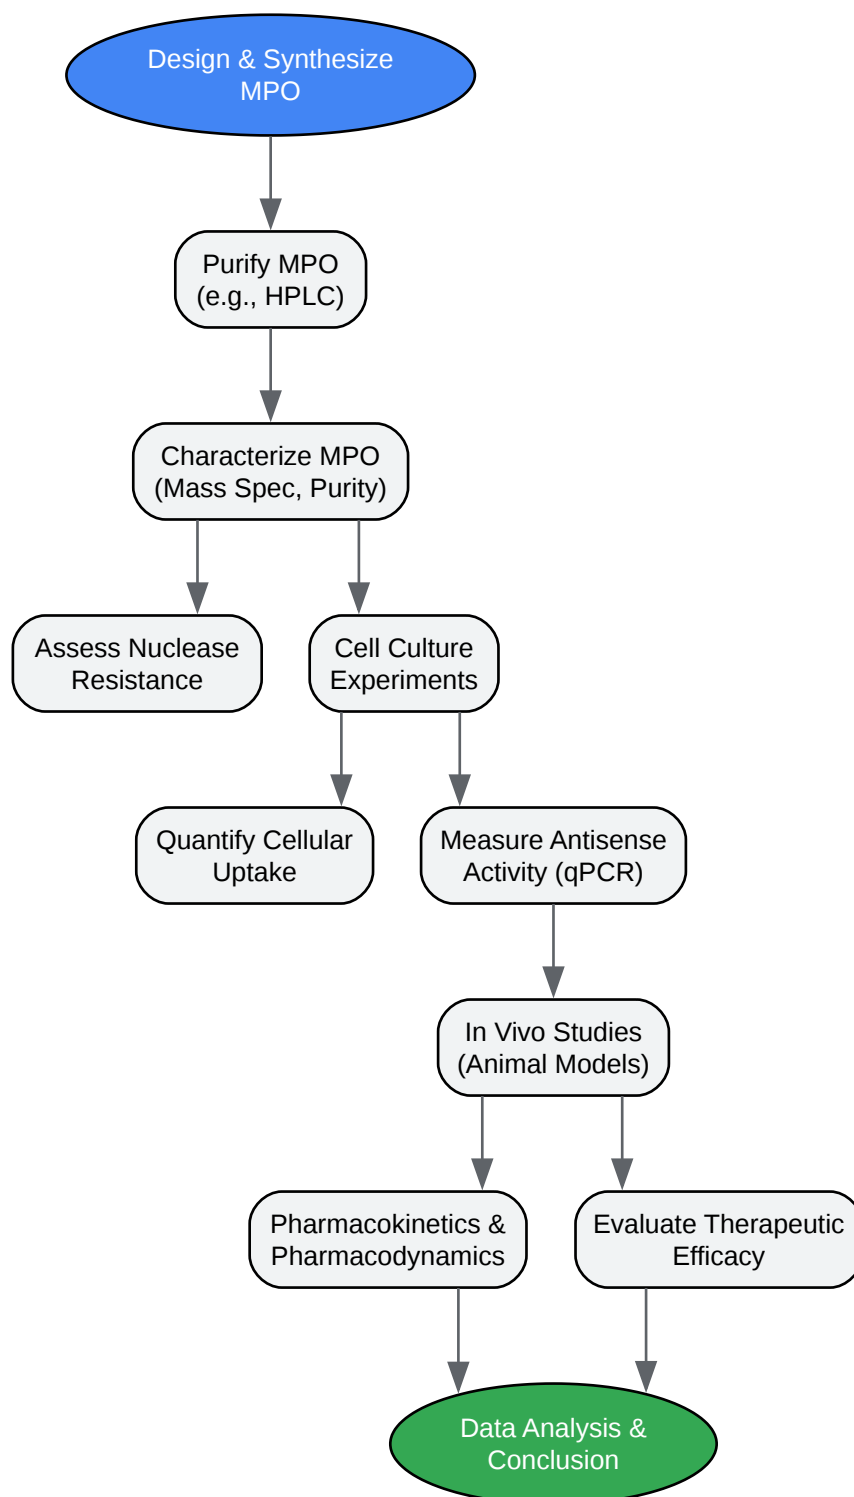 Design & Synthesize
MPO
Purify MPO
(e.g., HPLC)
Characterize MPO
(Mass Spec, Purity)
Assess Nuclease
Resistance
Cell Culture
Experiments
Quantify Cellular
Uptake
Measure Antisense
Activity (qPCR)
In Vivo Studies
(Animal Models)
Pharmacokinetics &
Pharmacodynamics
Evaluate Therapeutic
Efficacy
Data Analysis &
Conclusion